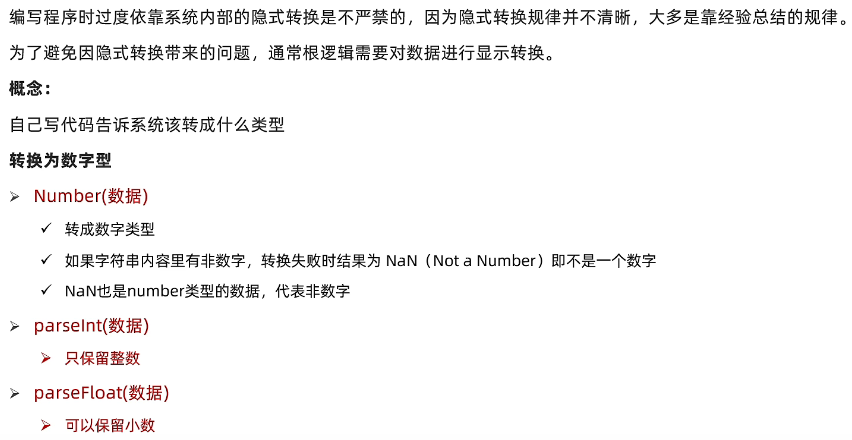 编写程序时过度依靠系统内部的隐式转换是不严禁的，因为隐式转换规律并不清晰，大多是靠经验总结的规律。
为了避免因隐式转换带来的问题，通常根逻辑需要对数据进行显示转换。
概念：
自己写代码告诉系统该转成什么类型
转换为数字型
➢ Number(数据)
✓ 转成数字类型
✓ 如果字符串内容里有非数字，转换失败时结果为 NaN（Not a Number）即不是一个数字
✓ NaN也是number类型的数据，代表非数字
➢ parseInt(数据)
➢ 只保留整数
➢ parseFloat(数据)
➢ 可以保留小数